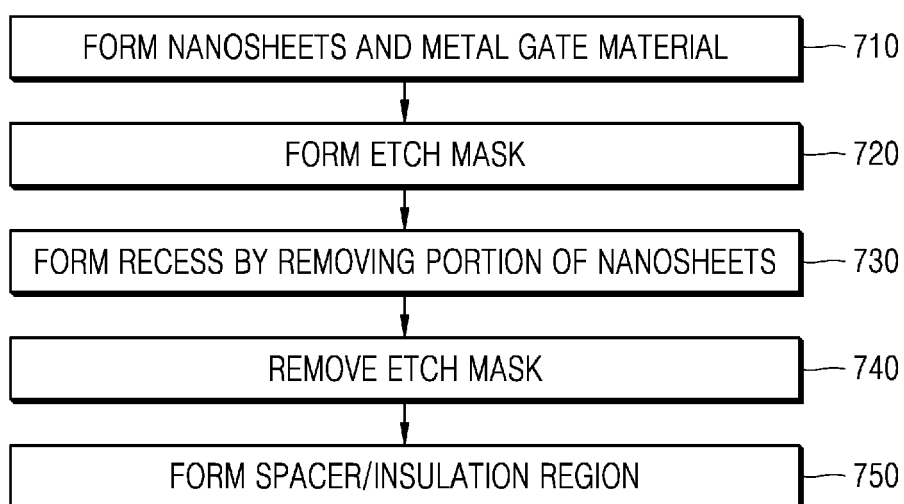 FORM NANOSHEETS AND METAL GATE MATERIAL 710
FORM ETCH MASK 720
FORM RECESS BY REMOVING PORTION OF NANOSHEETS 730
REMOVE ETCH MASK 740
FORM SPACER/INSULATION REGION 750